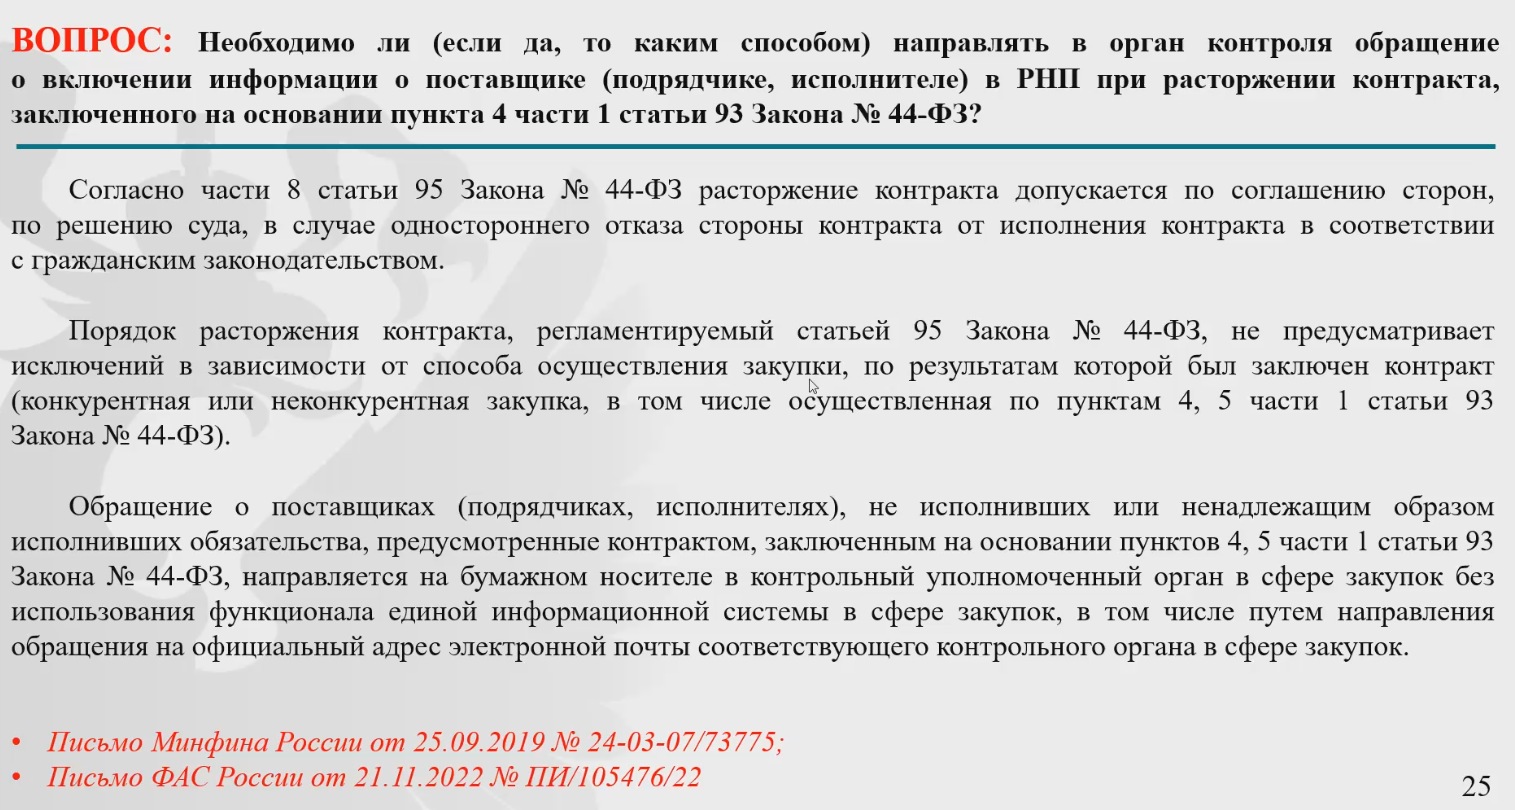 ВОПРОС: Необходимо ли (если да, то каким способом) направлять в орган контроля обращение
о включении информации о поставщике (подрядчике, исполнителе) в РНП при расторжении контракта,
заключенного на основании пункта 4 части 1 статьи 93 Закона № 44-ФЗ?
Согласно части 8 статьи 95 Закона № 44-ФЗ расторжение контракта допускается по соглашению сторон,
по решению суда, в случае одностороннего отказа стороны контракта от исполнения контракта в соответствии
с гражданским законодательством.
Порядок расторжения контракта, регламентируемый статьей 95 Закона № 44-ФЗ, не предусматривает
исключений в зависимости от способа осуществления закупки, по результатам которой был заключен контракт
(конкурентная или неконкурентная закупка, в том числе осуществленная по пунктам 4, 5 части 1 статьи 93
Закона № 44-ФЗ).
Обращение о поставщиках (подрядчиках, исполнителях), не исполнивших или ненадлежащим образом
исполнивших обязательства, предусмотренные контрактом, заключенным на основании пунктов 4, 5 части 1 статьи 93
Закона № 44-ФЗ, направляется на бумажном носителе в контрольный уполномоченный орган в сфере закупок без
использования функционала единой информационной системы в сфере закупок, в том числе путем направления
обращения на официальный адрес электронной почты соответствующего контрольного органа в сфере закупок.
• Письмо Минфина России от 25.09.2019 № 24-03-07/73775;
• Письмо ФАС России от 21.11.2022 № ПИ/105476/22
25